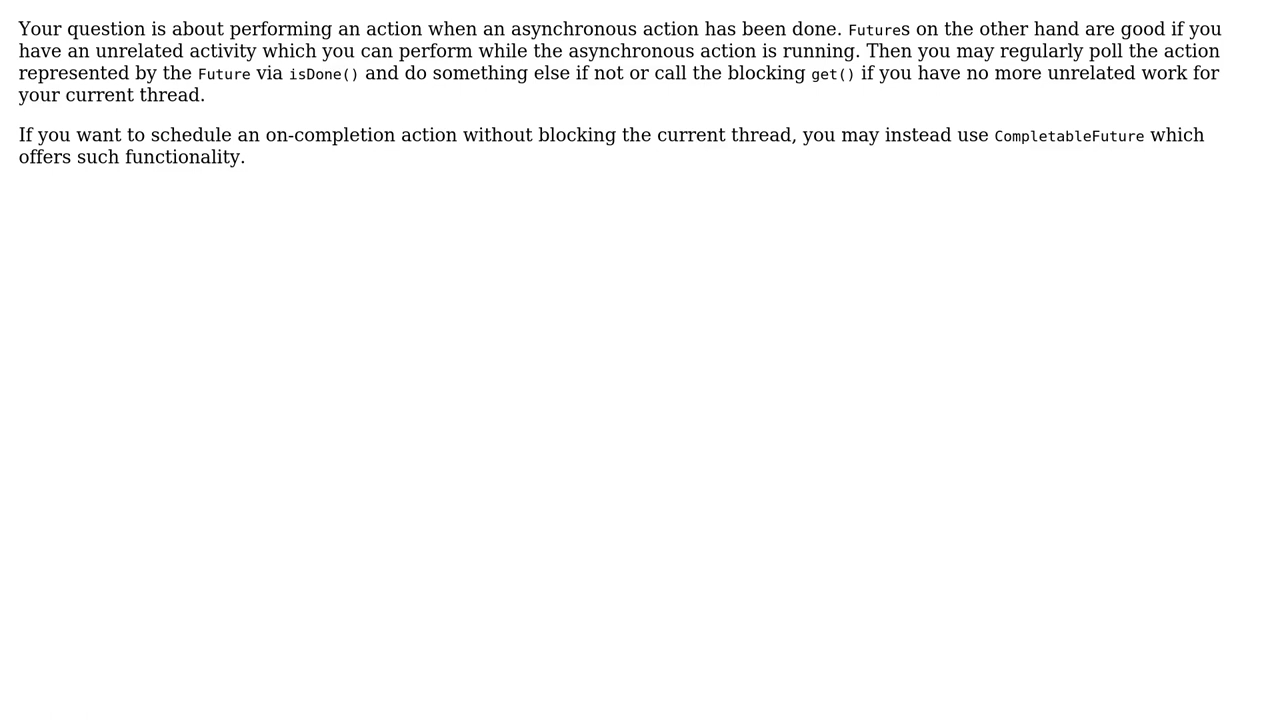 Your question is about performing an action when an asynchronous action has been done. Futures on the other hand are good if you
have an unrelated activity which you can perform while the asynchronous action is running. Then you may regularly poll the action
represented by the Future via isDone() and do something else if not or call the blocking get() if you have no more unrelated work for
your current thread.
If you want to schedule an on-completion action without blocking the current thread, you may instead use CompletableFuture which
offers such functionality.